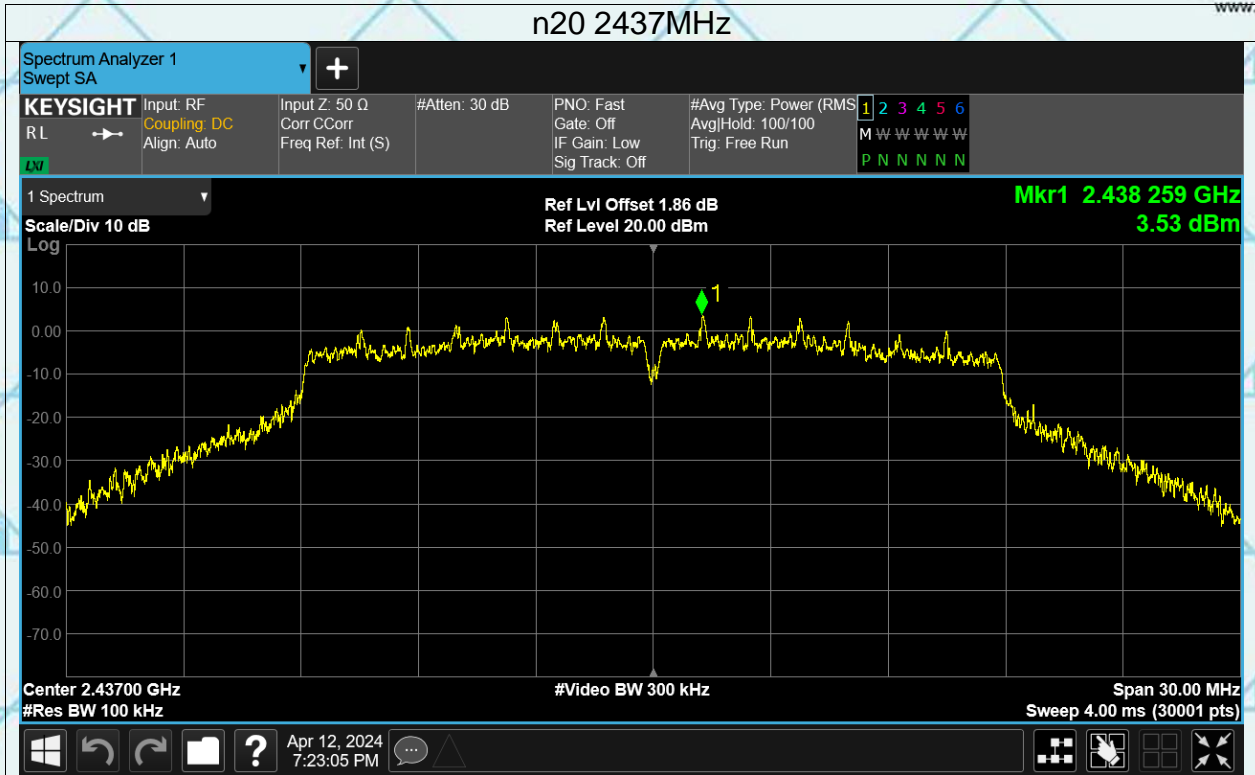 www.
n20 2437MHz
Spectrum Analyzer 1
Swept SA
KEYSIGHT
RL
LXI
Input: RF
Coupling: DC
Align: Auto
Input Z: 50 Ω
Corr CCorr
Freq Ref: Int (S)
#Atten: 30 dB
PNO: Fast
Gate: Off
IF Gain: Low
Sig Track: Off
#Avg Type: Power (RMS
Avg|Hold: 100/100
Trig: Free Run
1 2 3 4 5 6
M W W W W W
P N N N N N
1 Spectrum
Scale/Div 10 dB
Log
Ref Lvl Offset 1.86 dB
Ref Level 20.00 dBm
Mkr1 2.438 259 GHz
3.53 dBm
1
10.0
0.00
-10.0
-20.0
-30.0
-40.0
-50.0
-60.0
-70.0
Center 2.43700 GHz
#Res BW 100 kHz
#Video BW 300 kHz
Span 30.00 MHz
Sweep 4.00 ms (30001 pts)
?
Apr 12, 2024
7:23:05 PM